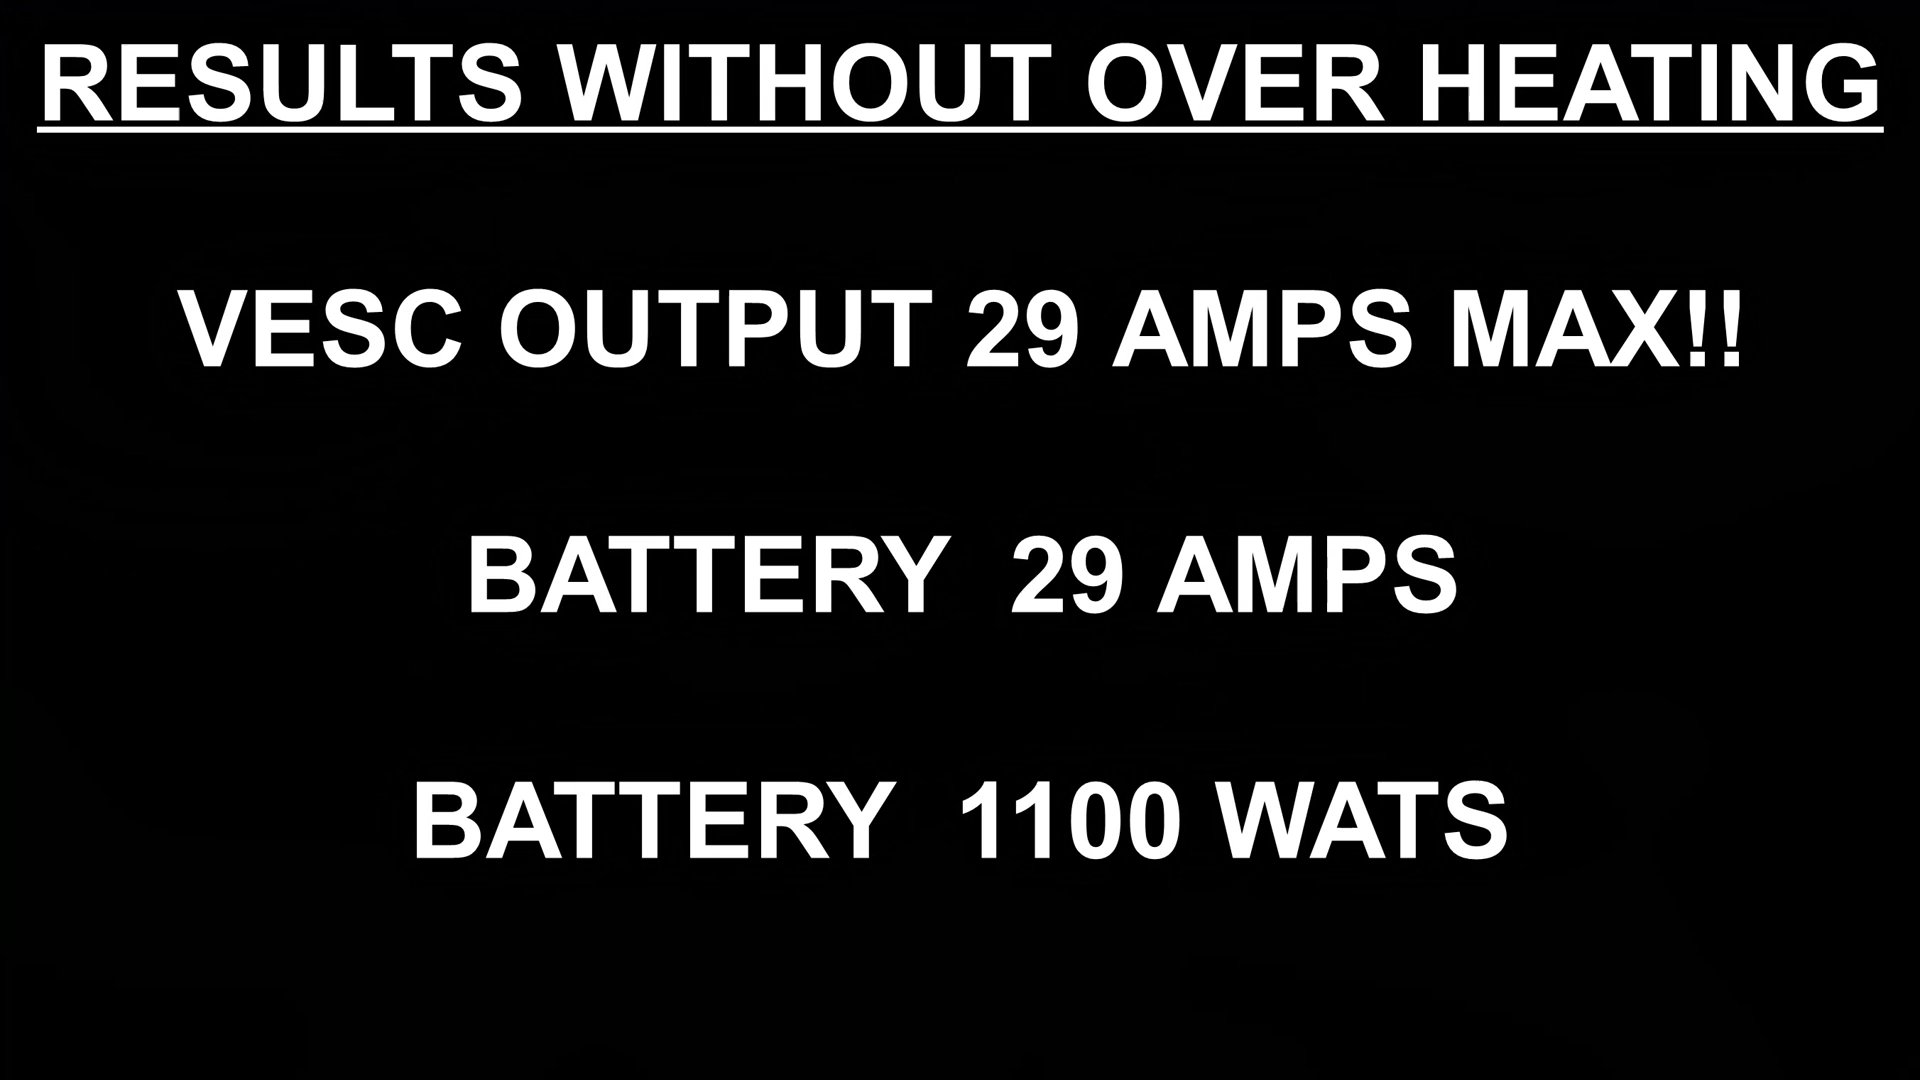 RESULTS WITHOUT OVER HEATING
VESC OUTPUT 29 AMPS MAX!!
BATTERY  29 AMPS
BATTERY  1100 WATS